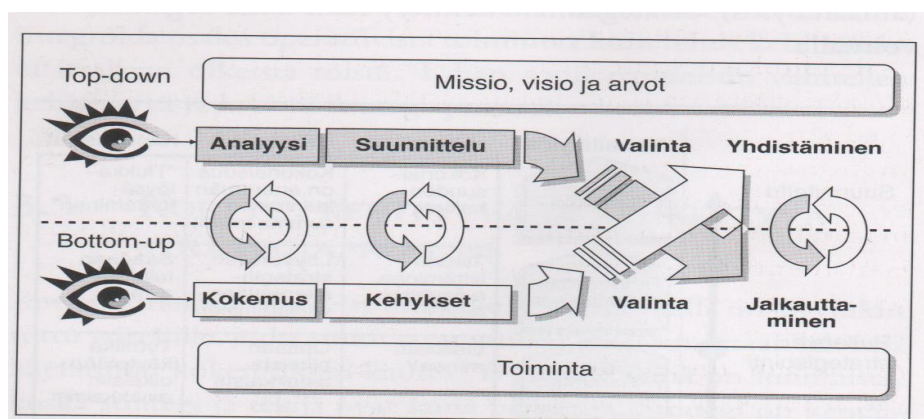 Top-down
Missio, visio ja arvot
Analyysi
Suunnittelu
Valinta
Yhdistäminen
Bottom-up
Kokemus
Kehykset
Valinta
Jalkautta-
minen
Toiminta